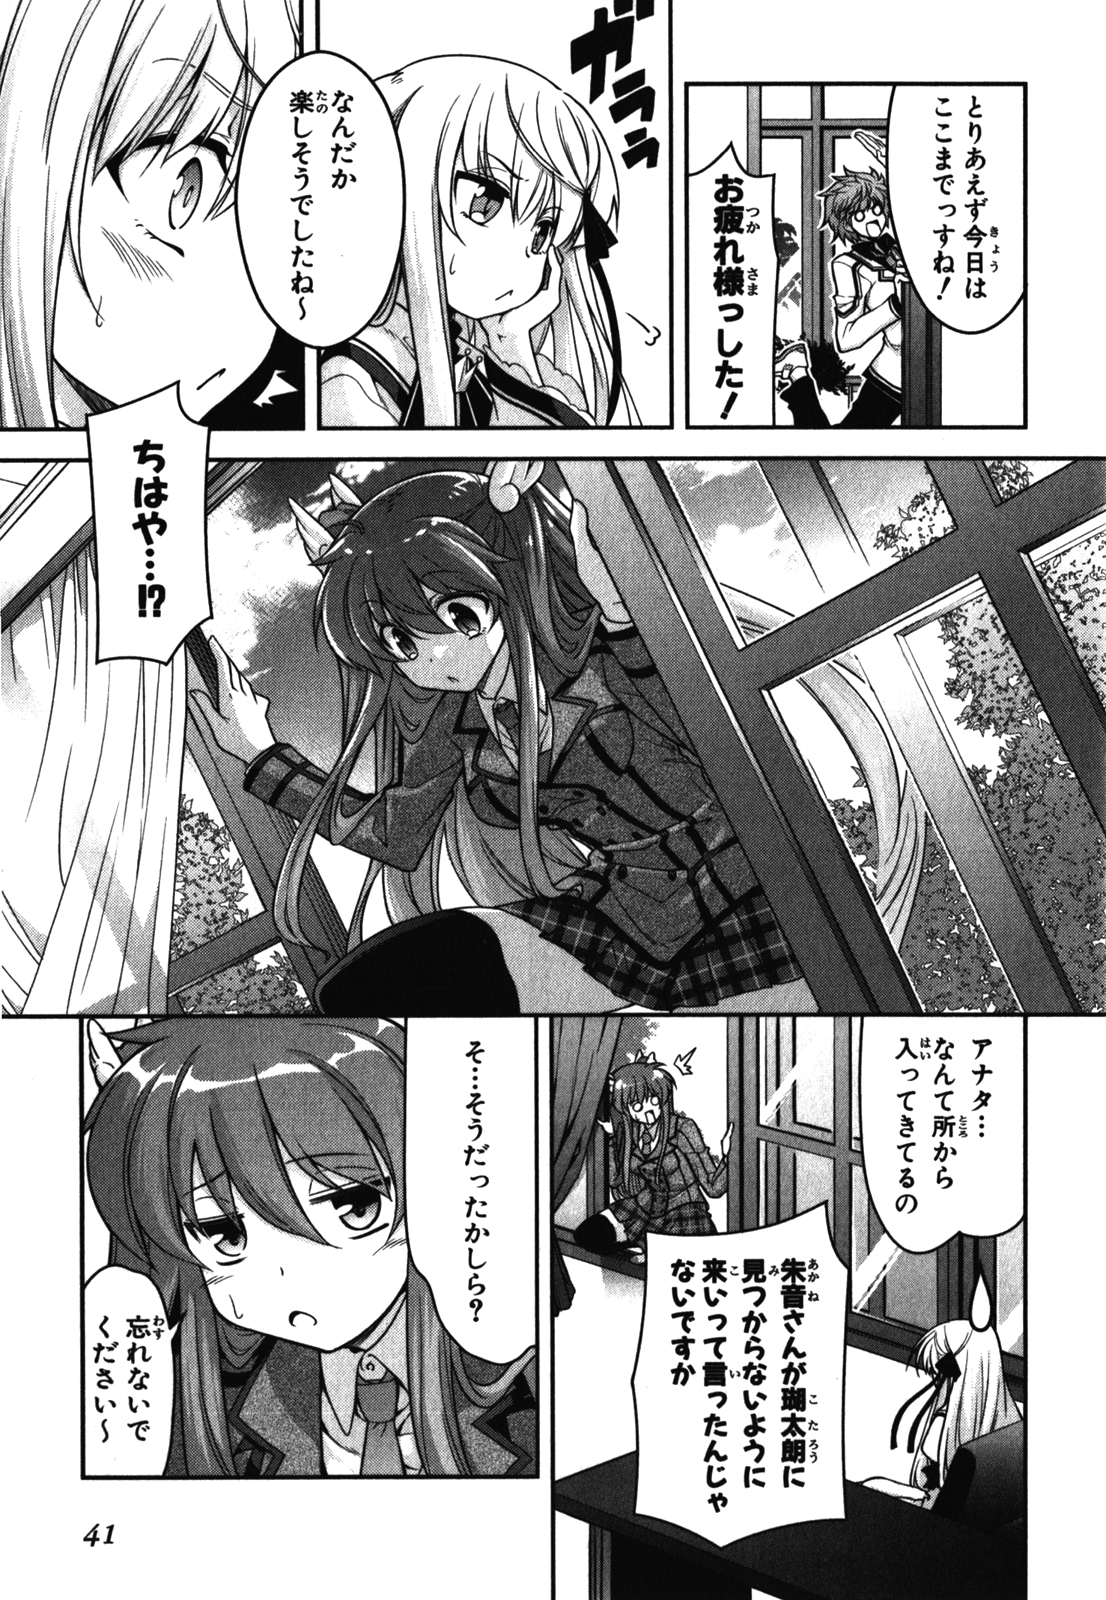 とりあえず今日は
ここまでっすね!
お疲れ様っした!
ガラララ
なんだか
楽しそうでしたね〜
ちはや…!?
アナタ…
なんて所から
入ってきてるの
朱音さんが瑚太朗に
見つからないように
来いって言ったんじゃ
ないですか
そ…そうだったかしら?
忘れないで
ください〜
41